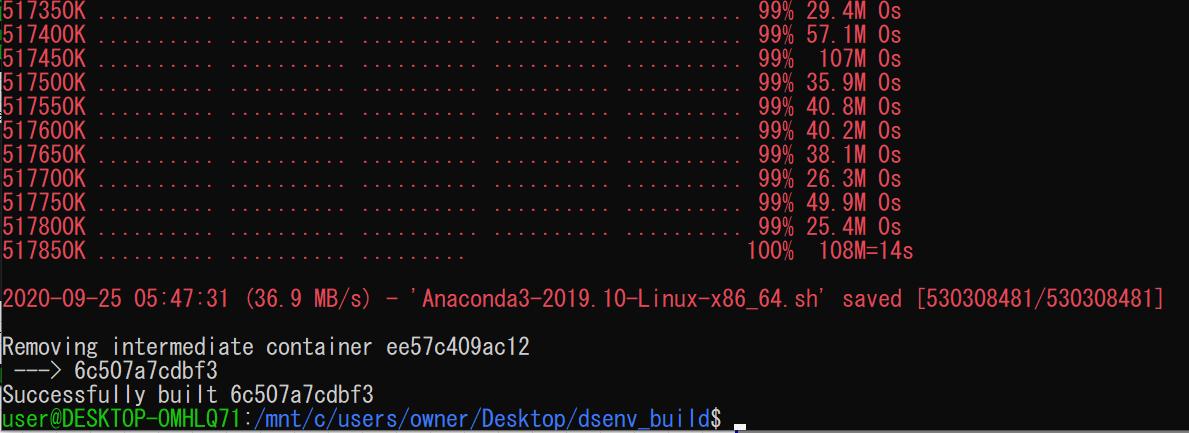 517350K .......... .......... .......... .......... .......... 99% 29.4M 0s
517400K .......... .......... .......... .......... .......... 99% 57.1M 0s
517450K .......... .......... .......... .......... .......... 99%  107M 0s
517500K .......... .......... .......... .......... .......... 99% 35.9M 0s
517550K .......... .......... .......... .......... .......... 99% 40.8M 0s
517600K .......... .......... .......... .......... .......... 99% 40.2M 0s
517650K .......... .......... .......... .......... .......... 99% 38.1M 0s
517700K .......... .......... .......... .......... .......... 99% 26.3M 0s
517750K .......... .......... .......... .......... .......... 99% 49.9M 0s
517800K .......... .......... .......... .......... .......... 99% 25.4M 0s
517850K .......... .......... .........                       100%  108M=14s
2020-09-25 05:47:31 (36.9 MB/s) - 'Anaconda3-2019.10-Linux-x86_64.sh' saved [530308481/530308481]
Removing intermediate container ee57c409ac12
 ---> 6c507a7cdbf3
Successfully built 6c507a7cdbf3
user@DESKTOP-OMHLQ71:/mnt/c/users/owner/Desktop/dsenv_build$